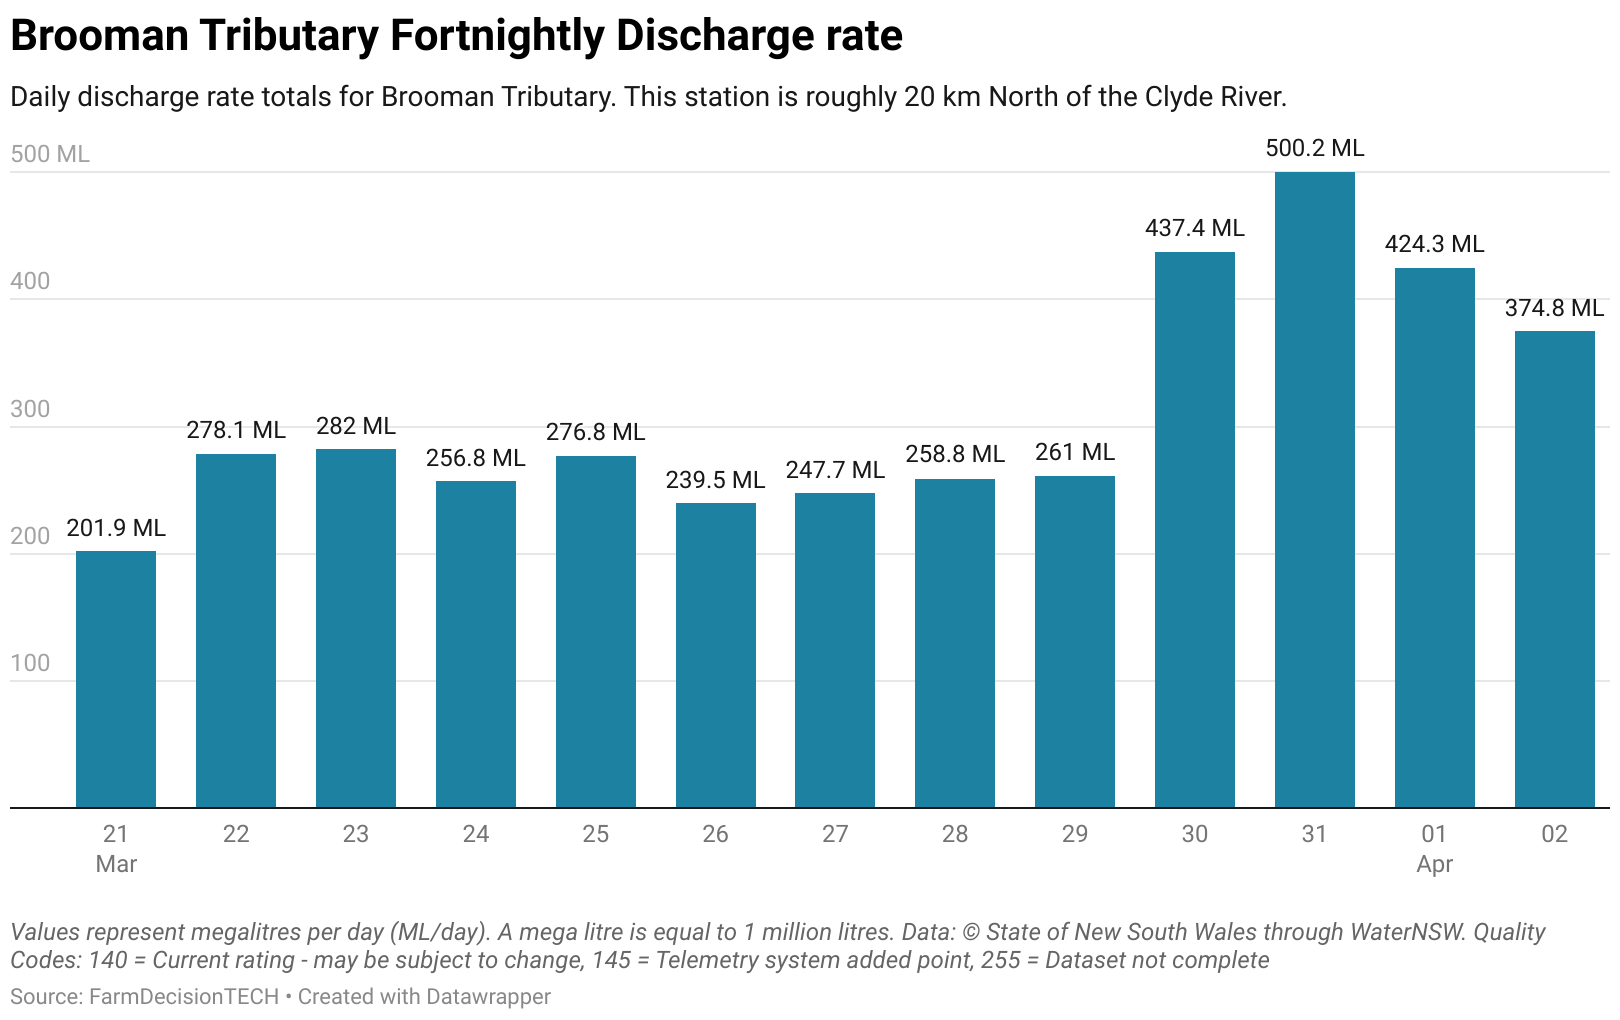 Brooman Tributary Fortnightly Discharge rate
Daily discharge rate totals for Brooman Tributary. This station is roughly 20 km North of the Clyde River.
500 ML
400
300
200
100
201.9 ML
278.1 ML
282 ML
256.8 ML
276.8 ML
239.5 ML
247.7 ML
258.8 ML
261 ML
437.4 ML
500.2 ML
424.3 ML
374.8 ML
21 22 23 24 25 26 27 28 29 30 31 01 02
Mar Apr
Values represent megalitres per day (ML/day). A mega litre is equal to 1 million litres. Data: © State of New South Wales through WaterNSW. Quality
Codes: 140 = Current rating - may be subject to change, 145 = Telemetry system added point, 255 = Dataset not complete
Source: FarmDecisionTECH • Created with Datawrapper